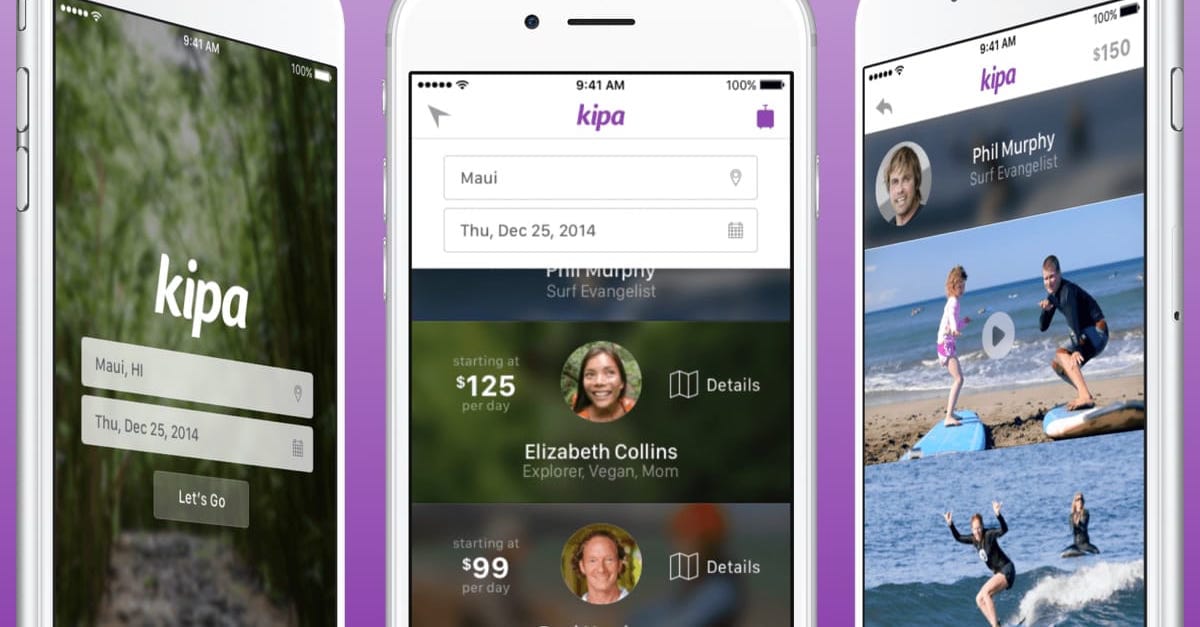 9:41 AM
100%
kipa
Maui, HI
Thu, Dec 25, 2014
Let's Go
9:41 AM
100%
kipa
Maui
Thu, Dec 25, 2014
Phil Murphy
Surf Evangelist
starting at
$125
per day
Details
Elizabeth Collins
Explorer, Vegan, Mom
starting at
$99
per day
Details
9:41 AM
100%
kipa
$150
Phil Murphy
Surf Evangelist